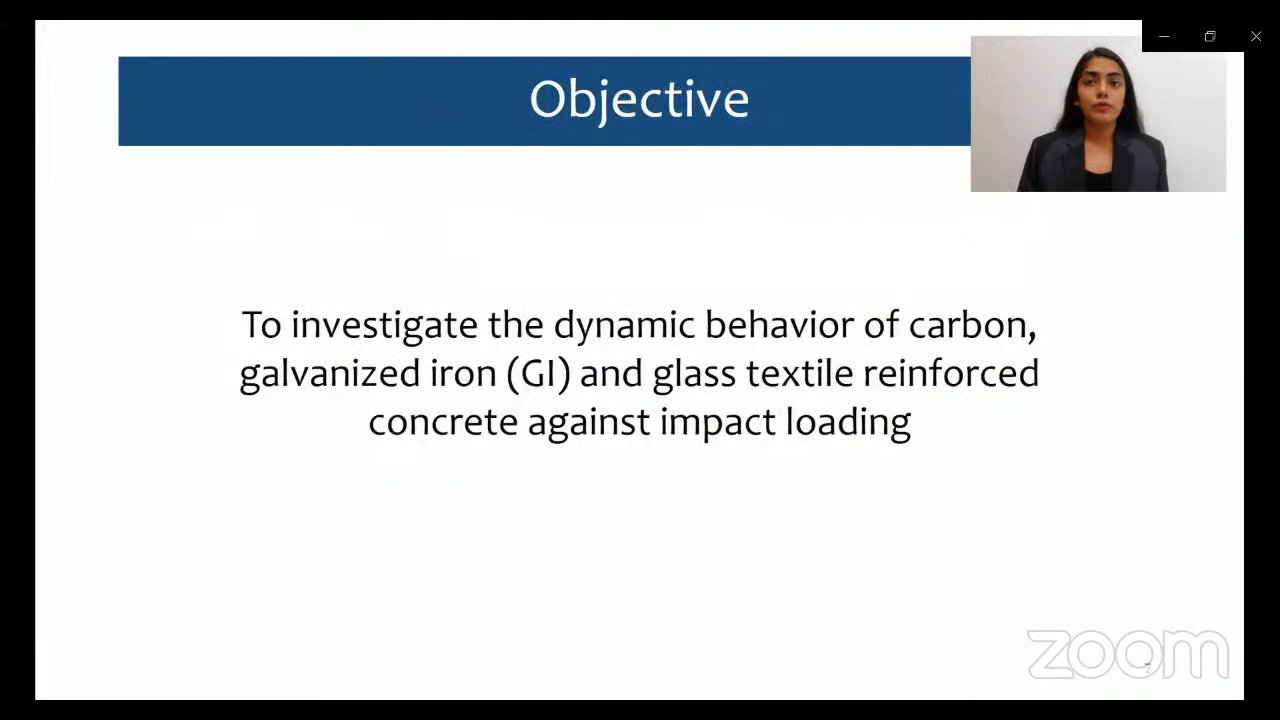 Objective
To investigate the dynamic behavior of carbon,
galvanized iron (GI) and glass textile reinforced
concrete against impact loading
zoom
7